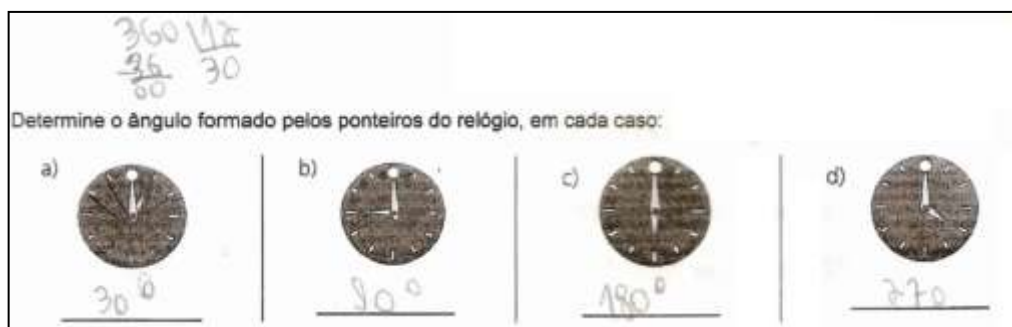 360 12
36 30
00
Determine o ângulo formado pelos ponteiros do relógio, em cada caso:
a) b) c) d)
30° 90° 180° 270